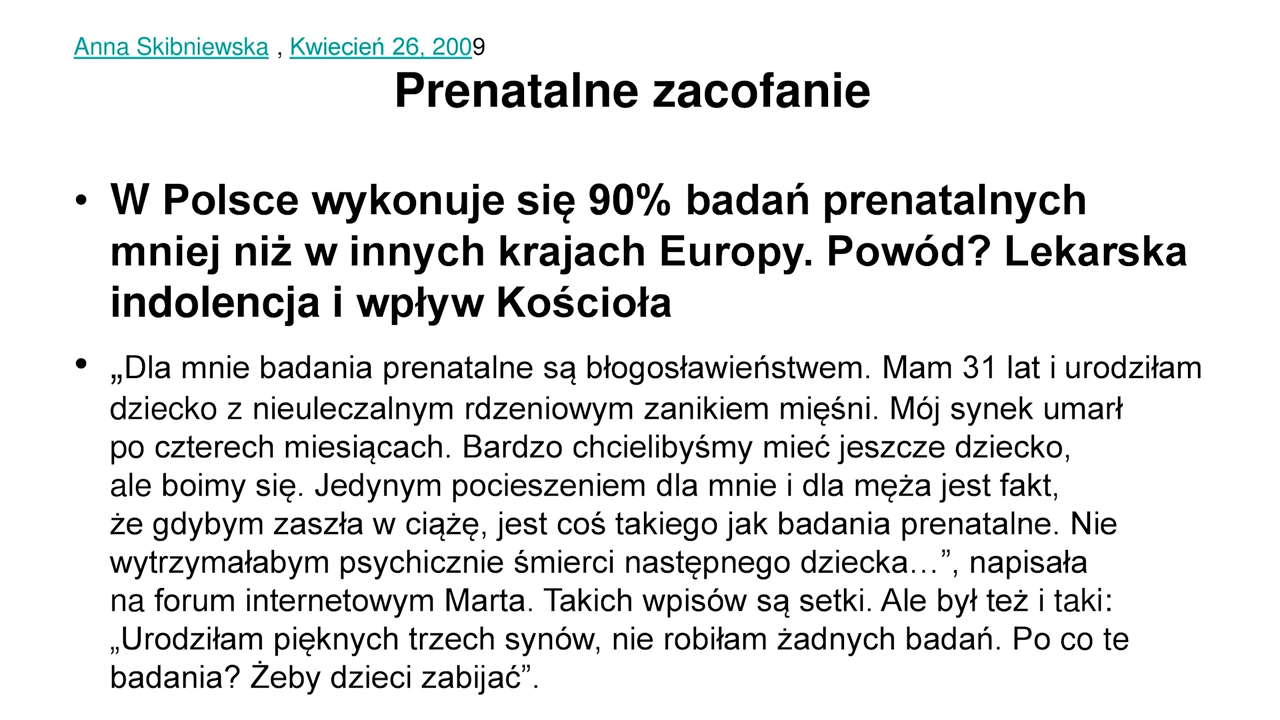 Anna Skibniewska , Kwiecień 26, 2009
Prenatalne zacofanie
• W Polsce wykonuje się 90% badań prenatalnych
mniej niż w innych krajach Europy. Powód? Lekarska
indolencja i wpływ Kościoła
• „Dla mnie badania prenatalne są błogosławieństwem. Mam 31 lat i urodziłam
dziecko z nieuleczalnym rdzeniowym zanikiem mięśni. Mój synek umarł
po czterech miesiącach. Bardzo chcielibyśmy mieć jeszcze dziecko,
ale boimy się. Jedynym pocieszeniem dla mnie i dla męża jest fakt,
że gdybym zaszła w ciążę, jest coś takiego jak badania prenatalne. Nie
wytrzymałabym psychicznie śmierci następnego dziecka…”, napisała
na forum internetowym Marta. Takich wpisów są setki. Ale był też i taki:
„Urodziłam pięknych trzech synów, nie robiłam żadnych badań. Po co te
badania? Żeby dzieci zabijać”.